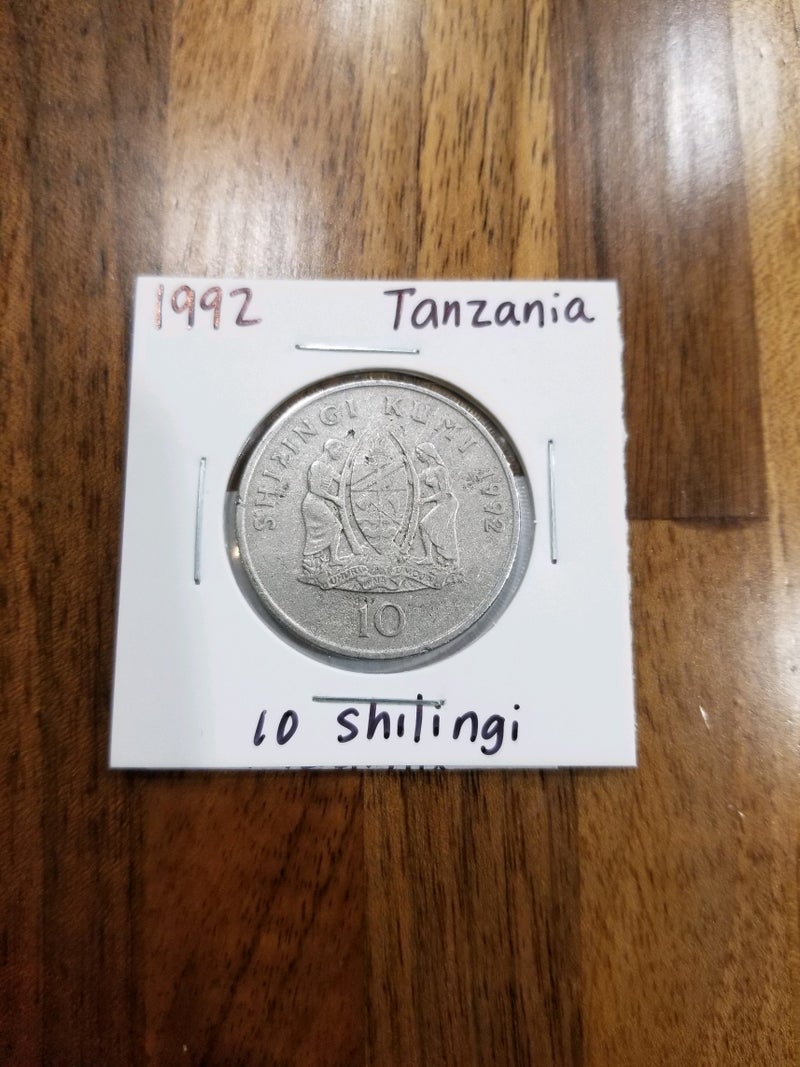 1992 Tanzania
SHILINGI KUMI 1992
10
10 shilingi